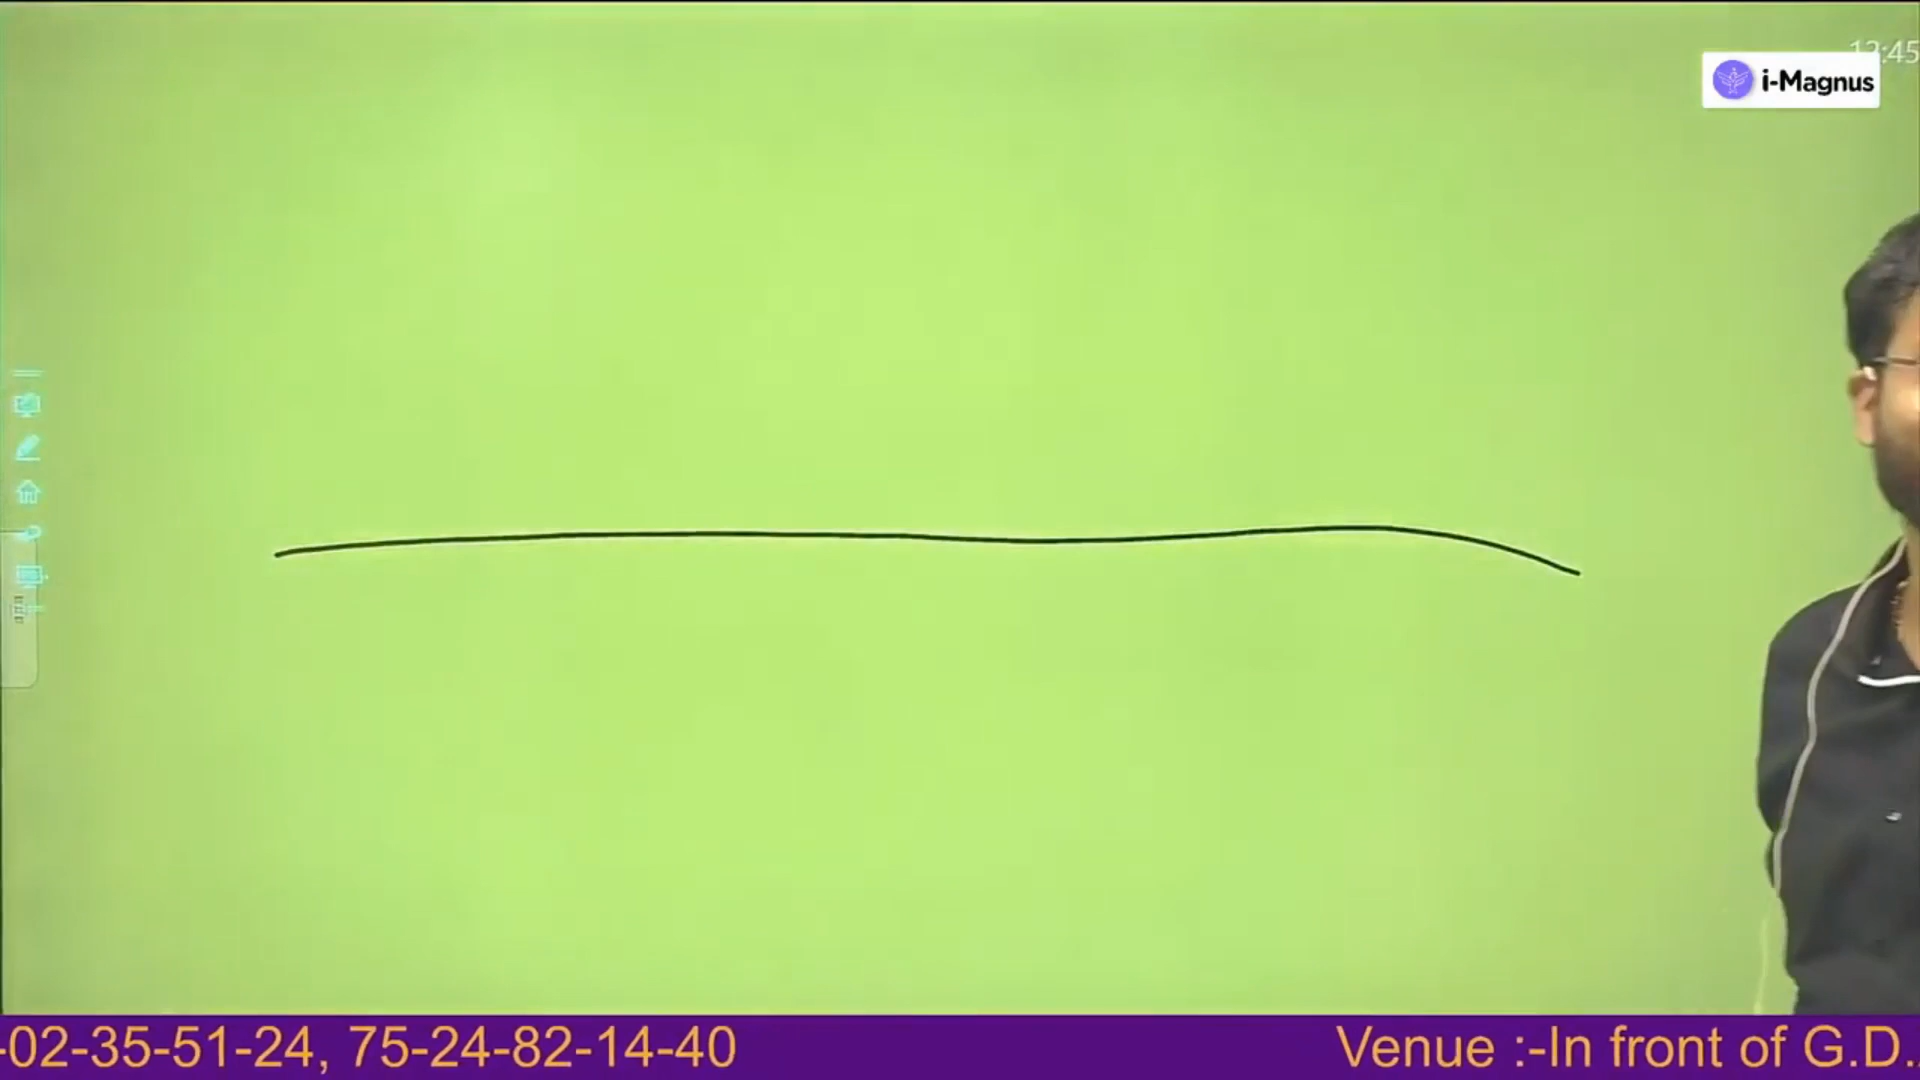 i-Magnus
-02-35-51-24, 75-24-82-14-40
Venue :-In front of G.D.